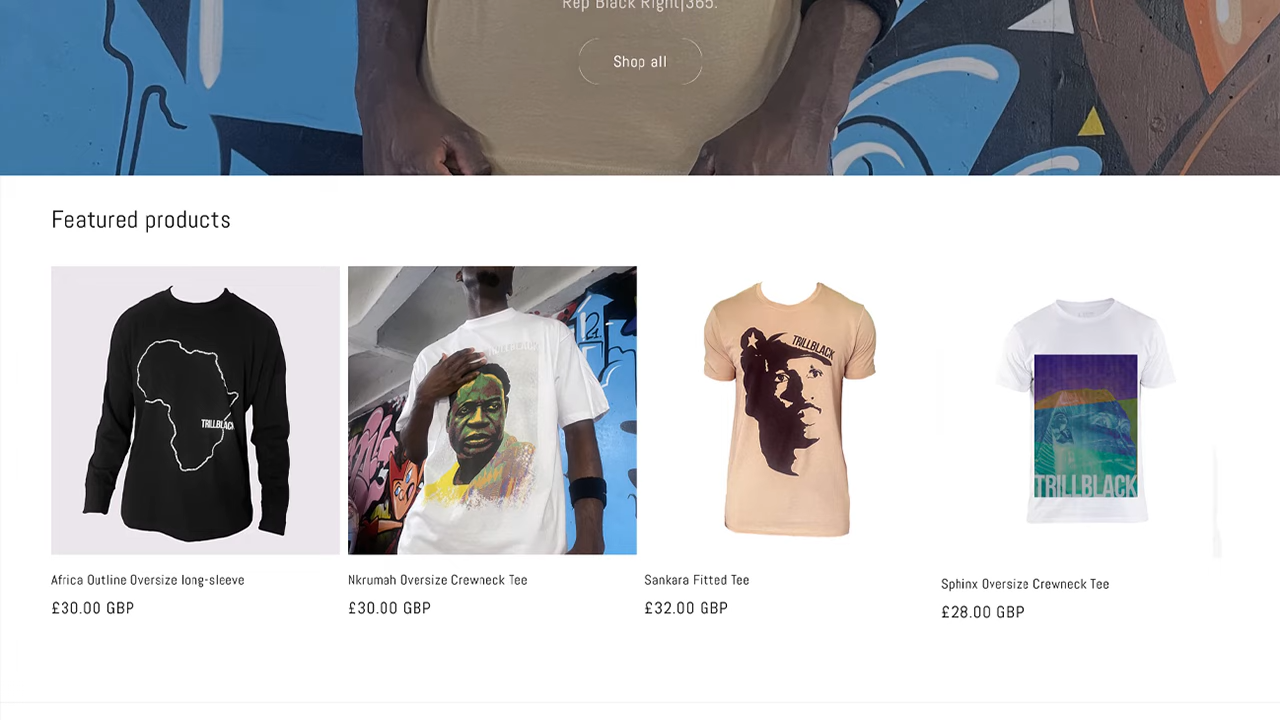 Rep Black Right|365.
Shop all
Featured products
TRILLBLACK
TRILLBLACK
TRILLBLACK
TRILLBLACK
Africa Outline Oversize long-sleeve
Nkrumah Oversize Crewneck Tee
Sankara Fitted Tee
Sphinx Oversize Crewneck Tee
£30.00 GBP
£30.00 GBP
£32.00 GBP
£28.00 GBP